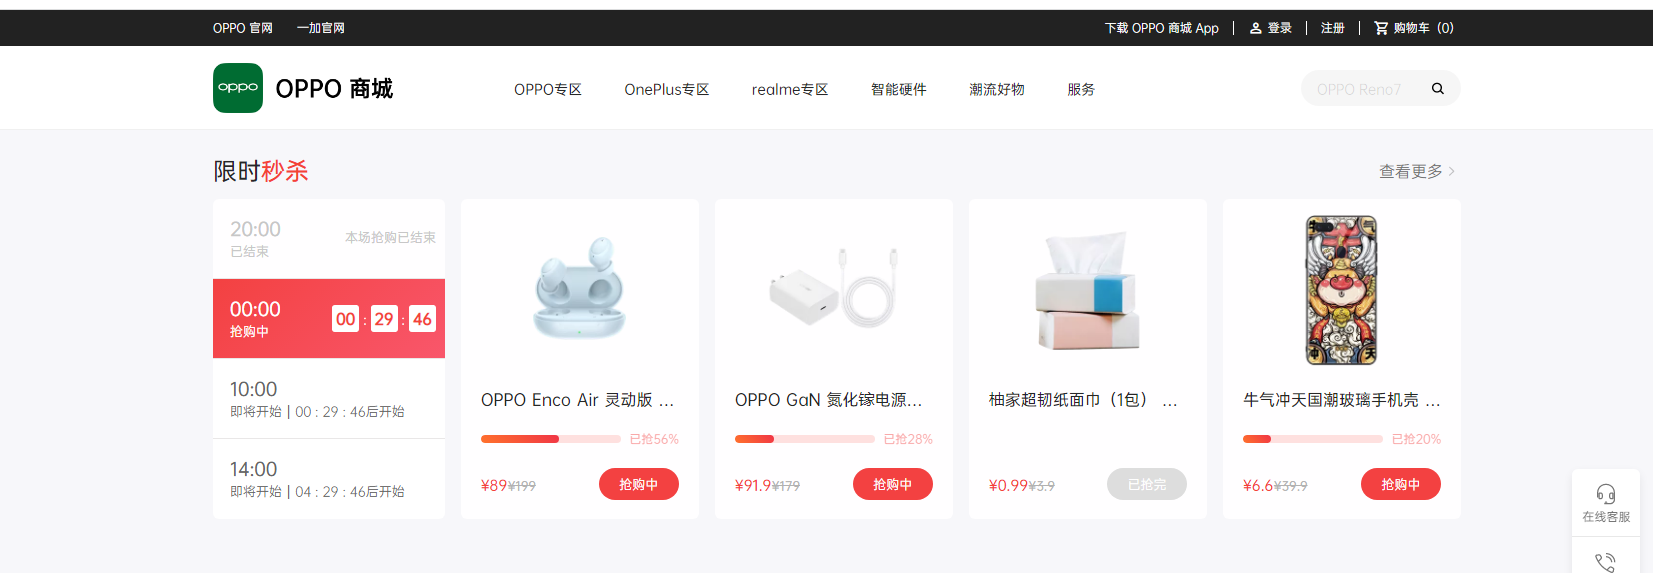 OPPO 官网 一加官网 下载 OPPO 商城 App 登录 注册 购物车（0）
oppo OPPO 商城 OPPO专区 OnePlus专区 realme专区 智能硬件 潮流好物 服务 OPPO Reno7
限时秒杀 查看更多
20:00
已结束
本场抢购已结束
00:00
抢购中
00 : 29 : 46
10:00
即将开始 | 00 : 29 : 46后开始
14:00
即将开始 | 04 : 29 : 46后开始
OPPO Enco Air 灵动版 ...
已抢56%
¥89 ¥199 抢购中
OPPO GaN 氮化镓电源...
已抢28%
¥91.9 ¥179 抢购中
柚家超韧纸面巾（1包） ...
¥0.99 ¥3.9 已抢完
气
冲 天
牛气冲天国潮玻璃手机壳 ...
已抢20%
¥6.6 ¥39.9 抢购中
在线客服